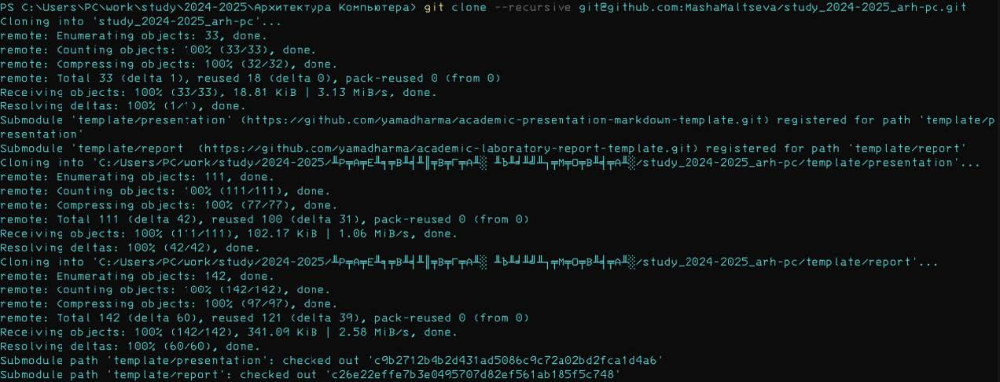 PS C:\Users\PC\work\study\2024-2025\Архитектура Компьютера> git clone --recursive git@github.com:MashaMaltseva/study_2024-2025_arh-pc.git
Cloning into 'study_2024-2025_arh-pc'...
remote: Enumerating objects: 33, done.
remote: Counting objects: 100% (33/33), done.
remote: Compressing objects: 100% (32/32), done.
remote: Total 33 (delta 1), reused 18 (delta 0), pack-reused 0 (from 0)
Receiving objects: 100% (33/33), 18.81 KiB | 3.13 MiB/s, done.
Resolving deltas: 100% (1/1), done.
Submodule 'template/presentation' (https://github.com/yamadharma/academic-presentation-markdown-template.git) registered for path 'template/p
resentation'
Submodule 'template/report' (https://github.com/yamadharma/academic-laboratory-report-template.git) registered for path 'template/report'
Cloning into 'C:/Users/PC/work/study/2024-2025/ /study_2024-2025_arh-pc/template/presentation'...
remote: Enumerating objects: 111, done.
remote: Counting objects: 100% (111/111), done.
remote: Compressing objects: 100% (77/77), done.
remote: Total 111 (delta 42), reused 100 (delta 31), pack-reused 0 (from 0)
Receiving objects: 100% (111/111), 102.17 KiB | 1.06 MiB/s, done.
Resolving deltas: 100% (42/42), done.
Cloning into 'C:/Users/PC/work/study/2024-2025/ /study_2024-2025_arh-pc/template/report'...
remote: Enumerating objects: 142, done.
remote: Counting objects: 100% (142/142), done.
remote: Compressing objects: 100% (97/97), done.
remote: Total 142 (delta 60), reused 121 (delta 39), pack-reused 0 (from 0)
Receiving objects: 100% (142/142), 341.09 KiB | 2.58 MiB/s, done.
Resolving deltas: 100% (60/60), done.
Submodule path 'template/presentation': checked out 'c9b2712b4b2d431ad5086c9c72a02bd2fca1d4a6'
Submodule path 'template/report': checked out 'c26e22effe7b3e0495707d82ef561ab185f5c748'